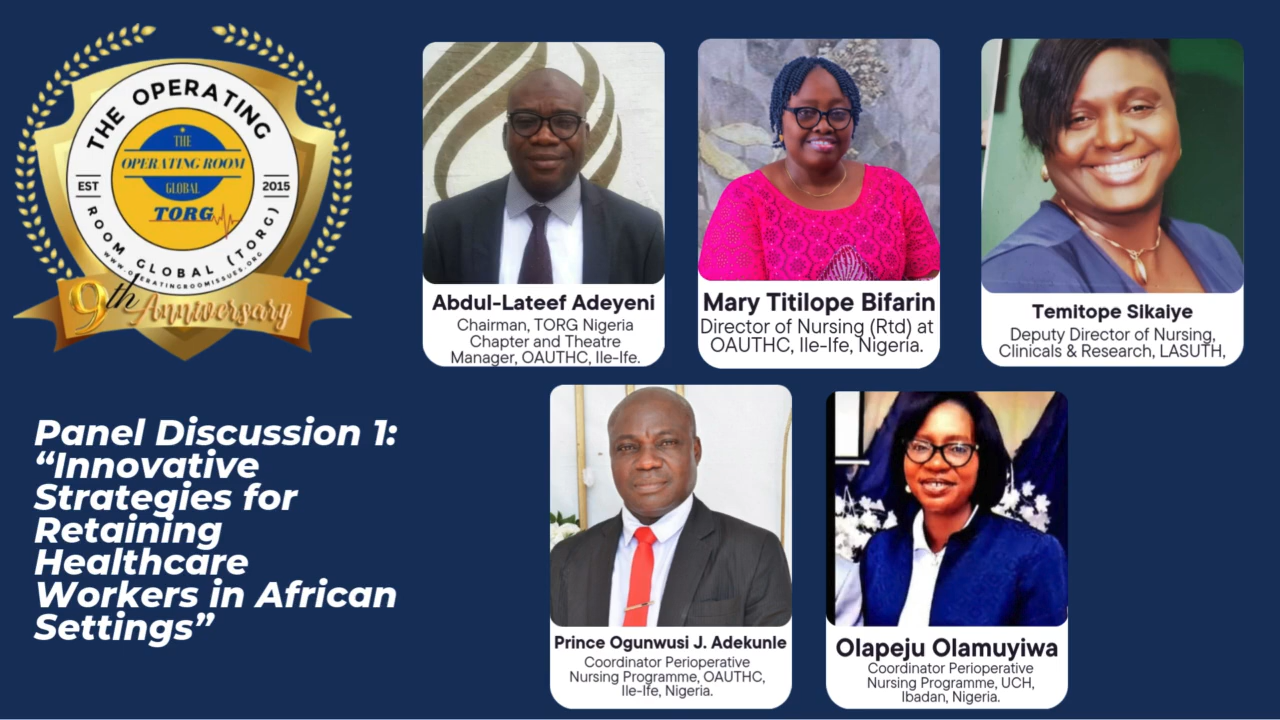 THE OPERATING
ROOM GLOBAL (TORG)
WWW.OPERATINGROOMISSUES.ORG
EST
2015
THE
OPERATING ROOM
GLOBAL
TORG
9th Anniversary
Panel Discussion 1:
“Innovative
Strategies for
Retaining
Healthcare
Workers in African
Settings”
Abdul-Lateef Adeyeni
Chairman, TORG Nigeria
Chapter and Theatre
Manager, OAUTHC, Ile-Ife.
Mary Titilope Bifarin
Director of Nursing (Rtd) at
OAUTHC, Ile-Ife, Nigeria.
Temitope Sikaiye
Deputy Director of Nursing,
Clinicals & Research, LASUTH,
Prince Ogunwusi J. Adekunle
Coordinator Perioperative
Nursing Programme, OAUTHC,
Ile-Ife, Nigeria.
Olapeju Olamuyiwa
Coordinator Perioperative
Nursing Programme, UCH,
Ibadan, Nigeria.